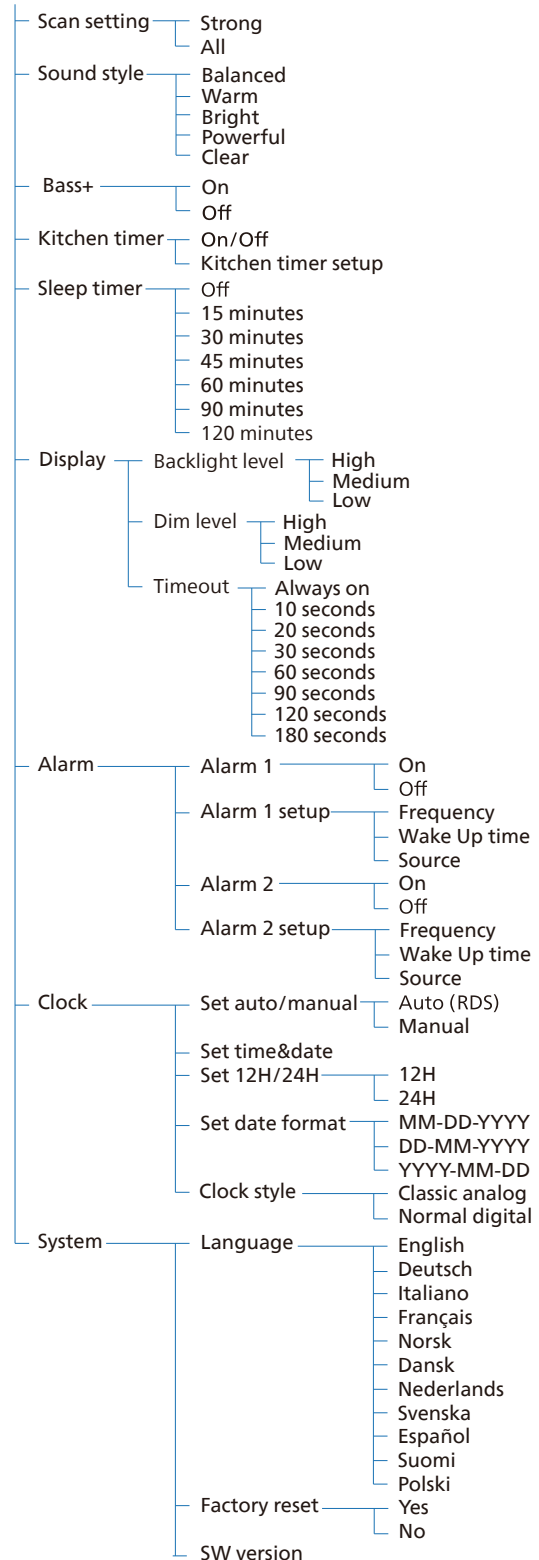 Scan setting Strong
All
Sound style Balanced
Warm
Bright
Powerful
Clear
Bass+ On
Off
Kitchen timer On/Off
Kitchen timer setup
Sleep timer Off
15 minutes
30 minutes
45 minutes
60 minutes
90 minutes
120 minutes
Display Backlight level High
Medium
Low
Dim level High
Medium
Low
Timeout Always on
10 seconds
20 seconds
30 seconds
60 seconds
90 seconds
120 seconds
180 seconds
Alarm Alarm 1 On
Off
Alarm 1 setup Frequency
Wake Up time
Source
Alarm 2 On
Off
Alarm 2 setup Frequency
Wake Up time
Source
Clock Set auto/manual Auto (RDS)
Manual
Set time&date
Set 12H/24H 12H
24H
Set date format MM-DD-YYYY
DD-MM-YYYY
YYYY-MM-DD
Clock style Classic analog
Normal digital
System Language English
Deutsch
Italiano
Français
Norsk
Dansk
Nederlands
Svenska
Español
Suomi
Polski
Factory reset Yes
No
SW version